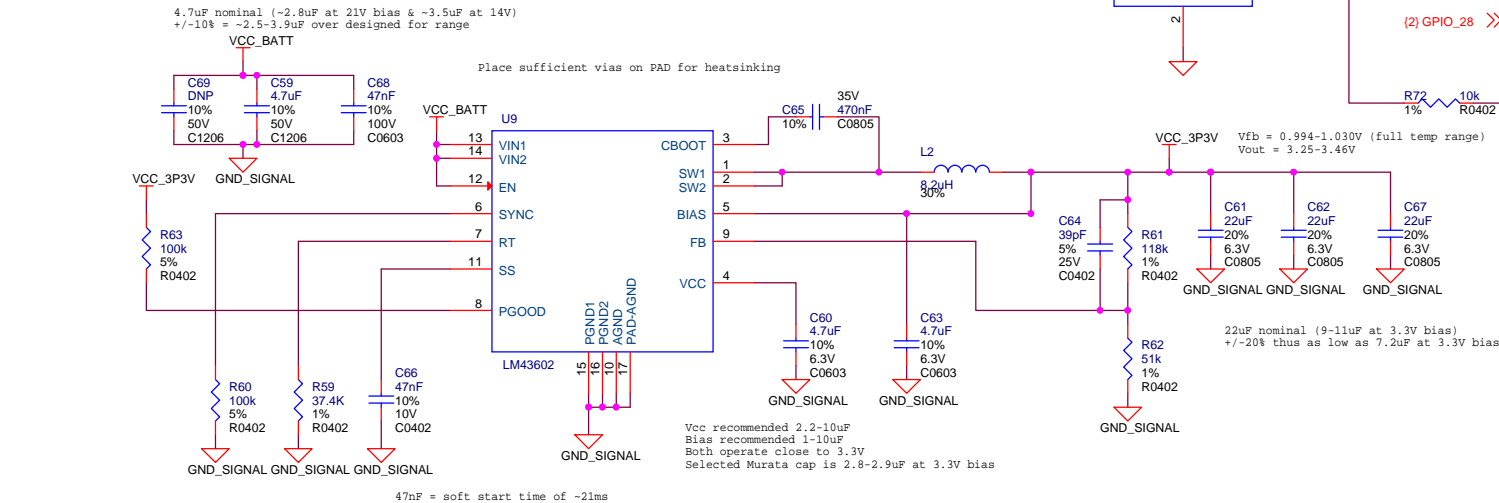 4.7uF nominal (~2.8uF at 21V bias & ~3.5uF at 14V)
+/-10% = ~2.5-3.9uF over designed for range
VCC_BATT
C69
DNP
10%
50V
C1206
C59
4.7uF
10%
50V
C1206
C68
47nF
10%
100V
C0603
GND_SIGNAL
Place sufficient vias on PAD for heatsinking
VCC_BATT
U9
13
VIN1
14
VIN2
12
EN
6
SYNC
7
RT
11
SS
8
PGOOD
CBOOT
3
SW1
1
SW2
2
BIAS
5
FB
9
VCC
4
PGND1
PGND2
AGND
PAD-AGND
15
16
10
17
LM43602
GND_SIGNAL
VCC_3P3V
R63
100k
5%
R0402
R60
100k
5%
R0402
GND_SIGNAL
R59
37.4K
1%
R0402
GND_SIGNAL
C66
47nF
10%
10V
C0402
GND_SIGNAL
47nF = soft start time of ~21ms
C65
10%
35V
470nF
C0805
L2
8.2uH
30%
C60
4.7uF
10%
6.3V
C0603
GND_SIGNAL
C63
4.7uF
10%
6.3V
C0603
GND_SIGNAL
Vcc recommended 2.2-10uF
Bias recommended 1-10uF
Both operate close to 3.3V
Selected Murata cap is 2.8-2.9uF at 3.3V bias
C64
39pF
5%
25V
C0402
R61
118k
1%
R0402
R62
51k
1%
R0402
GND_SIGNAL
VCC_3P3V
Vfb = 0.994-1.030V (full temp range)
Vout = 3.25-3.46V
C61
22uF
20%
6.3V
C0805
GND_SIGNAL
C62
22uF
20%
6.3V
C0805
GND_SIGNAL
C67
22uF
20%
6.3V
C0805
GND_SIGNAL
22uF nominal (9-11uF at 3.3V bias)
+/-20% thus as low as 7.2uF at 3.3V bias
2
{2} GPIO_28
R72
1%
10k
R0402